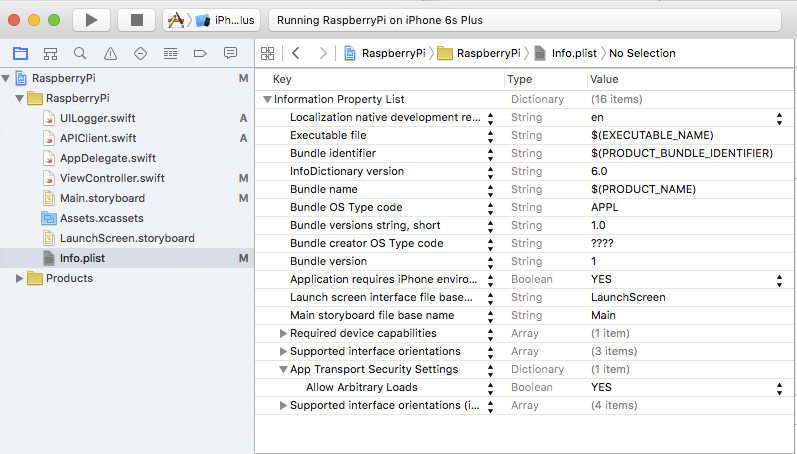 iPh...lus
Running RaspberryPi on iPhone 6s Plus
RaspberryPi RaspberryPi Info.plist No Selection
RaspberryPi M
RaspberryPi
UILogger.swift A
APIClient.swift A
AppDelegate.swift
ViewController.swift M
Main.storyboard M
Assets.xcassets
LaunchScreen.storyboard
Info.plist M
Products
Key Type Value
Information Property List Dictionary (16 items)
Localization native development re... String en
Executable file String $(EXECUTABLE_NAME)
Bundle identifier String $(PRODUCT_BUNDLE_IDENTIFIER)
InfoDictionary version String 6.0
Bundle name String $(PRODUCT_NAME)
Bundle OS Type code String APPL
Bundle versions string, short String 1.0
Bundle creator OS Type code String ????
Bundle version String 1
Application requires iPhone enviro... Boolean YES
Launch screen interface file base... String LaunchScreen
Main storyboard file base name String Main
Required device capabilities Array (1 item)
Supported interface orientations Array (3 items)
App Transport Security Settings Dictionary (1 item)
Allow Arbitrary Loads Boolean YES
Supported interface orientations (i... Array (4 items)